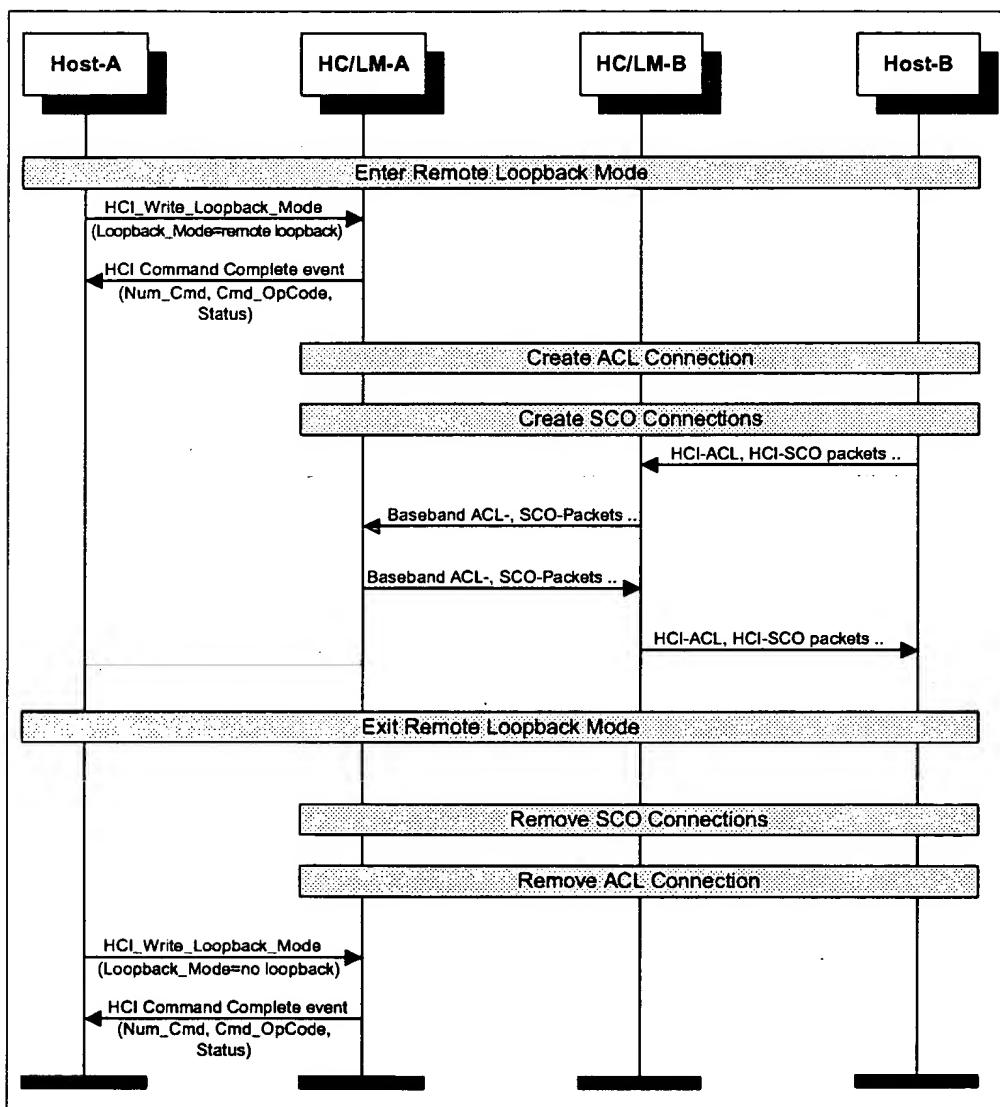 Host-A
HC/LM-A
HC/LM-B
Host-B
Enter Remote Loopback Mode
HCI_Write_Loopback_Mode
(Loopback_Mode=remote loopback)
HCI Command Complete event
(Num_Cmd, Cmd_OpCode,
Status)
Create ACL Connection
Create SCO Connections
HCI-ACL, HCI-SCO packets ..
Baseband ACL-, SCO-Packets ..
Baseband ACL-, SCO-Packets ..
HCI-ACL, HCI-SCO packets ..
Exit Remote Loopback Mode
Remove SCO Connections
Remove ACL Connection
HCI_Write_Loopback_Mode
(Loopback_Mode=no loopback)
HCI Command Complete event
(Num_Cmd, Cmd_OpCode,
Status)